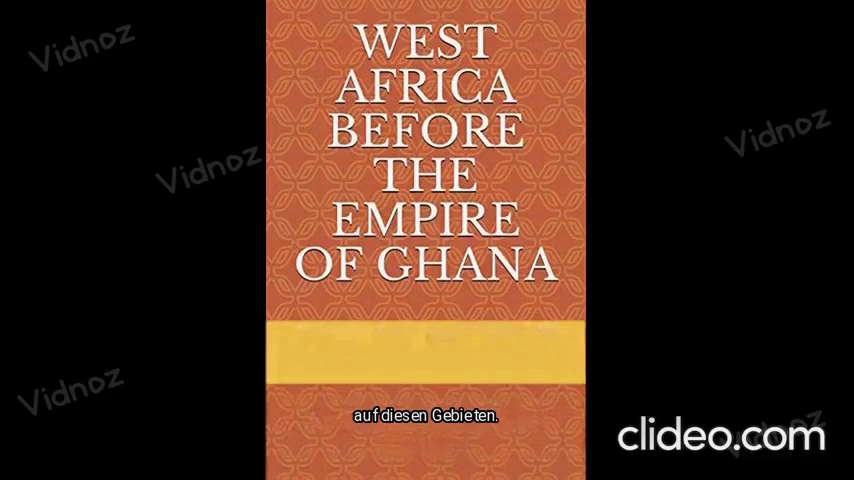 Vidnoz
WEST
AFRICA
BEFORE
THE
EMPIRE
OF GHANA
Vidnoz
Vidnoz
Vidnoz
auf diesen Gebieten.
Vidnoz
clideo.com